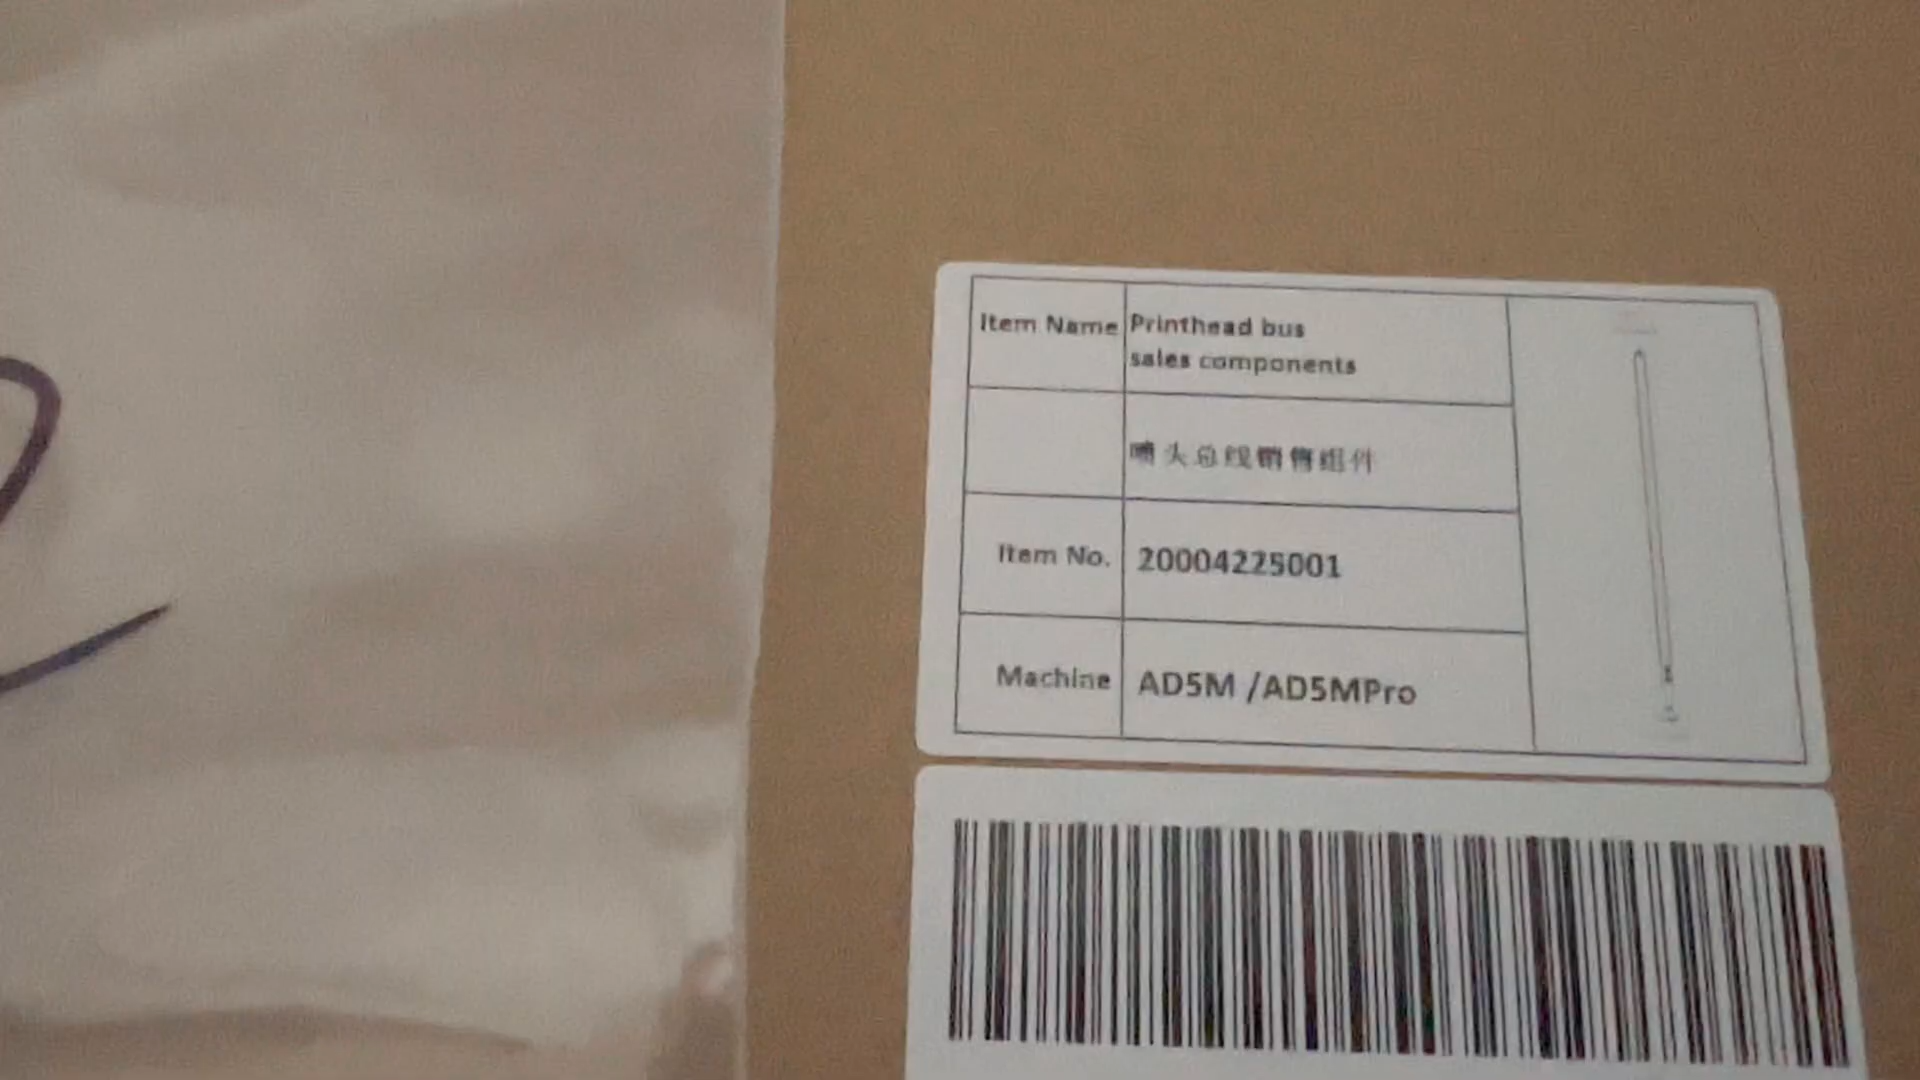 Item Name Printhead bus
sales components
喷头总线销售组件
Item No. 20004225001
Machine AD5M /AD5MPro